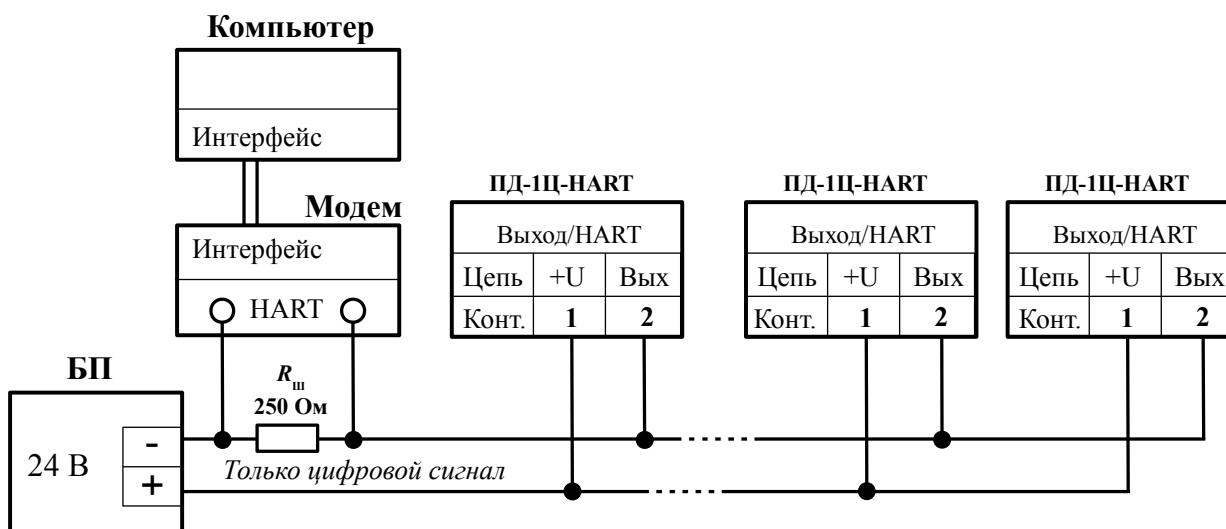 Компьютер
Интерфейс
Модем
Интерфейс
HART
ПД-1Ц-HART
Выход/HART
Цепь +U Вых
Конт. 1 2
ПД-1Ц-HART
Выход/HART
Цепь +U Вых
Конт. 1 2
ПД-1Ц-HART
Выход/HART
Цепь +U Вых
Конт. 1 2
БП
24 В
-
+
Rш
250 Ом
Только цифровой сигнал